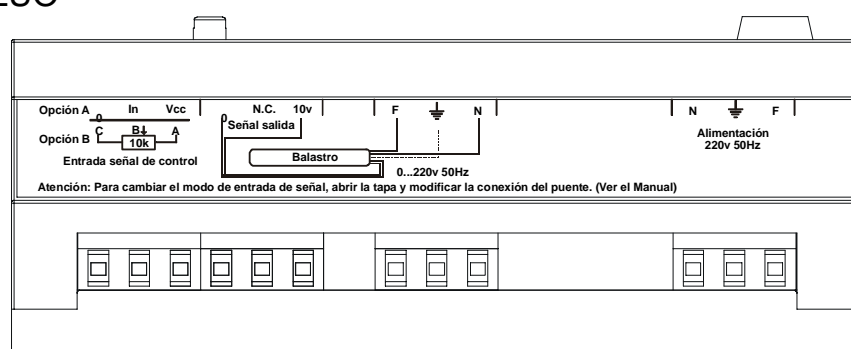 Opción A 0 In Vcc 0 N.C. 10v F N N F
Opción B C B A 10k
Señal salida
Entrada señal de control
Balastro
0...220v 50Hz
Alimentación
220v 50Hz
Atención: Para cambiar el modo de entrada de señal, abrir la tapa y modificar la conexión del puente. (Ver el Manual)